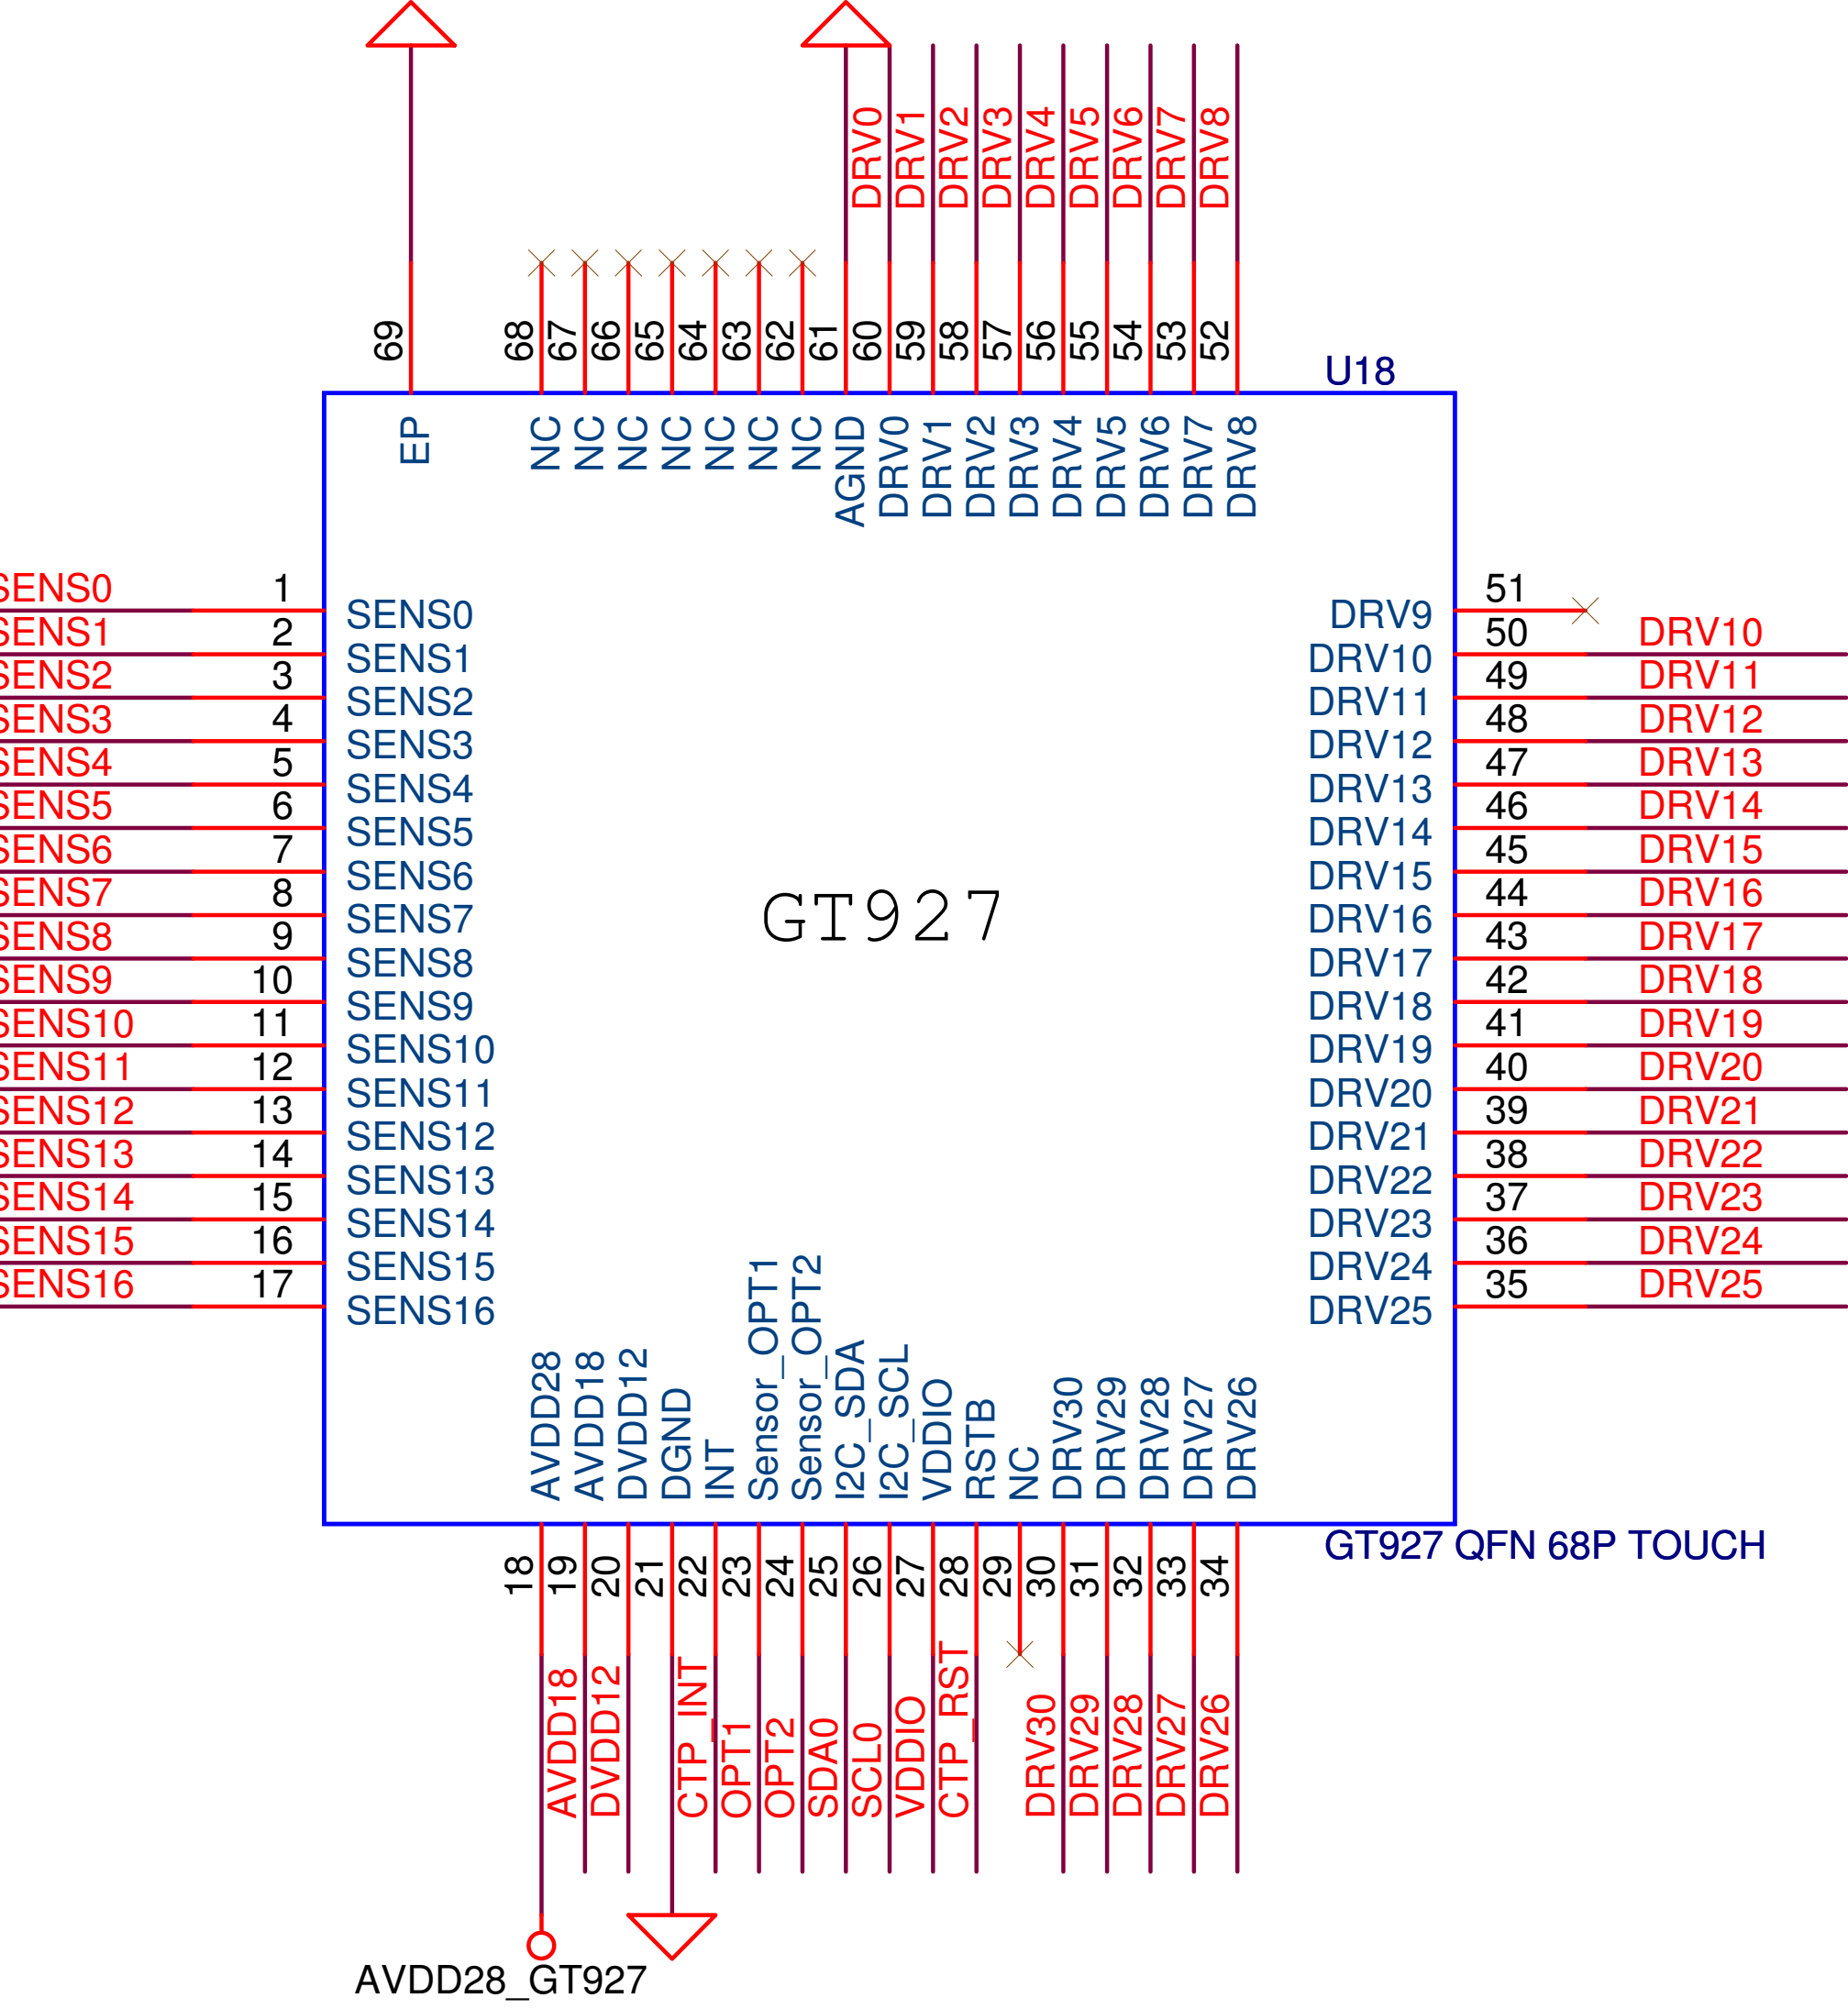 DRV0
DRV1
DRV2
DRV3
DRV4
DRV5
DRV6
DRV7
DRV8
69
68
67
66
65
64
63
62
61
60
59
58
57
56
55
54
53
52
U18
EP
NC
NC
NC
NC
NC
NC
NC
AGND
DRV0
DRV1
DRV2
DRV3
DRV4
DRV5
DRV6
DRV7
DRV8
SENS0 1 SENS0
SENS1 2 SENS1
SENS2 3 SENS2
SENS3 4 SENS3
SENS4 5 SENS4
SENS5 6 SENS5
SENS6 7 SENS6
SENS7 8 SENS7
SENS8 9 SENS8
SENS9 10 SENS9
SENS10 11 SENS10
SENS11 12 SENS11
SENS12 13 SENS12
SENS13 14 SENS13
SENS14 15 SENS14
SENS15 16 SENS15
SENS16 17 SENS16
GT927
DRV9 51
DRV10 50 DRV10
DRV11 49 DRV11
DRV12 48 DRV12
DRV13 47 DRV13
DRV14 46 DRV14
DRV15 45 DRV15
DRV16 44 DRV16
DRV17 43 DRV17
DRV18 42 DRV18
DRV19 41 DRV19
DRV20 40 DRV20
DRV21 39 DRV21
DRV22 38 DRV22
DRV23 37 DRV23
DRV24 36 DRV24
DRV25 35 DRV25
AVDD28
AVDD18
DVDD12
DGND
INT
Sensor_OPT1
Sensor_OPT2
I2C_SDA
I2C_SCL
VDDIO
RSTB
NC
DRV30
DRV29
DRV28
DRV27
DRV26
GT927 QFN 68P TOUCH
18
19
20
21
22
23
24
25
26
27
28
29
30
31
32
33
34
AVDD18
DVDD12
CTP_INT
OPT1
OPT2
SDA0
SCL0
VDDIO
CTP_RST
DRV30
DRV29
DRV28
DRV27
DRV26
AVDD28_GT927